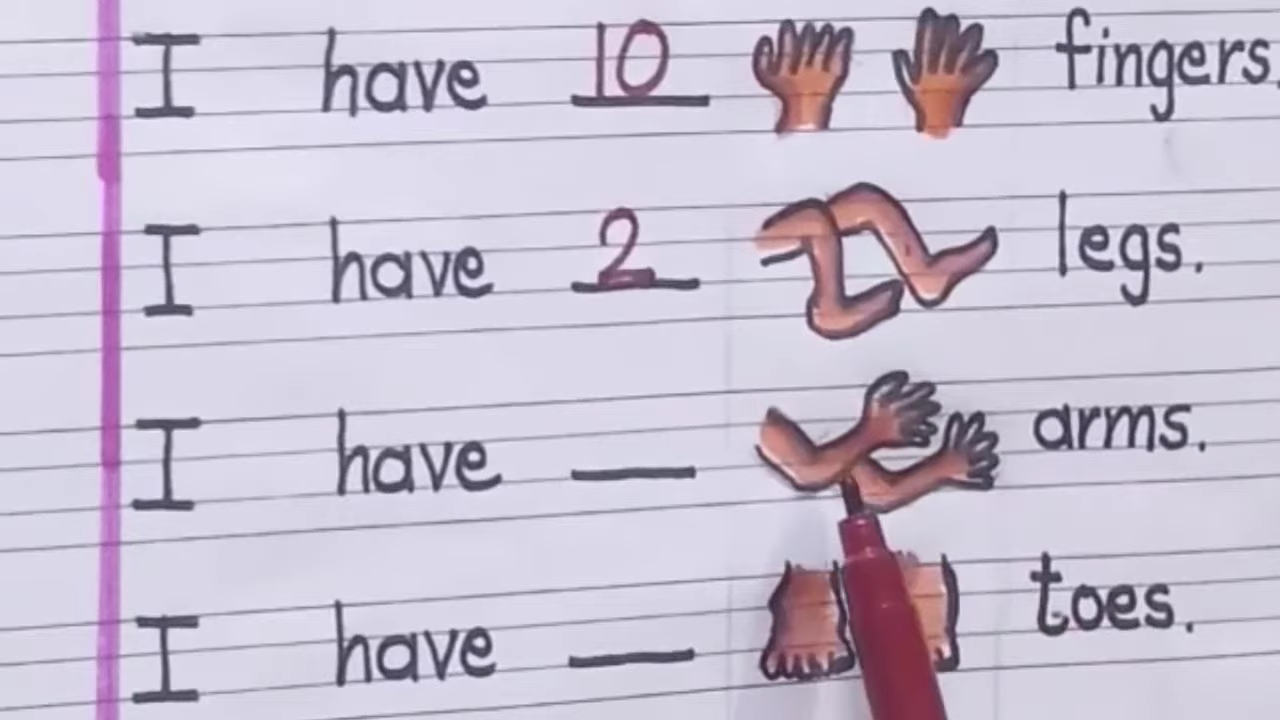 I have 10 fingers.
I have 2 legs.
I have __ arms.
I have __ toes.